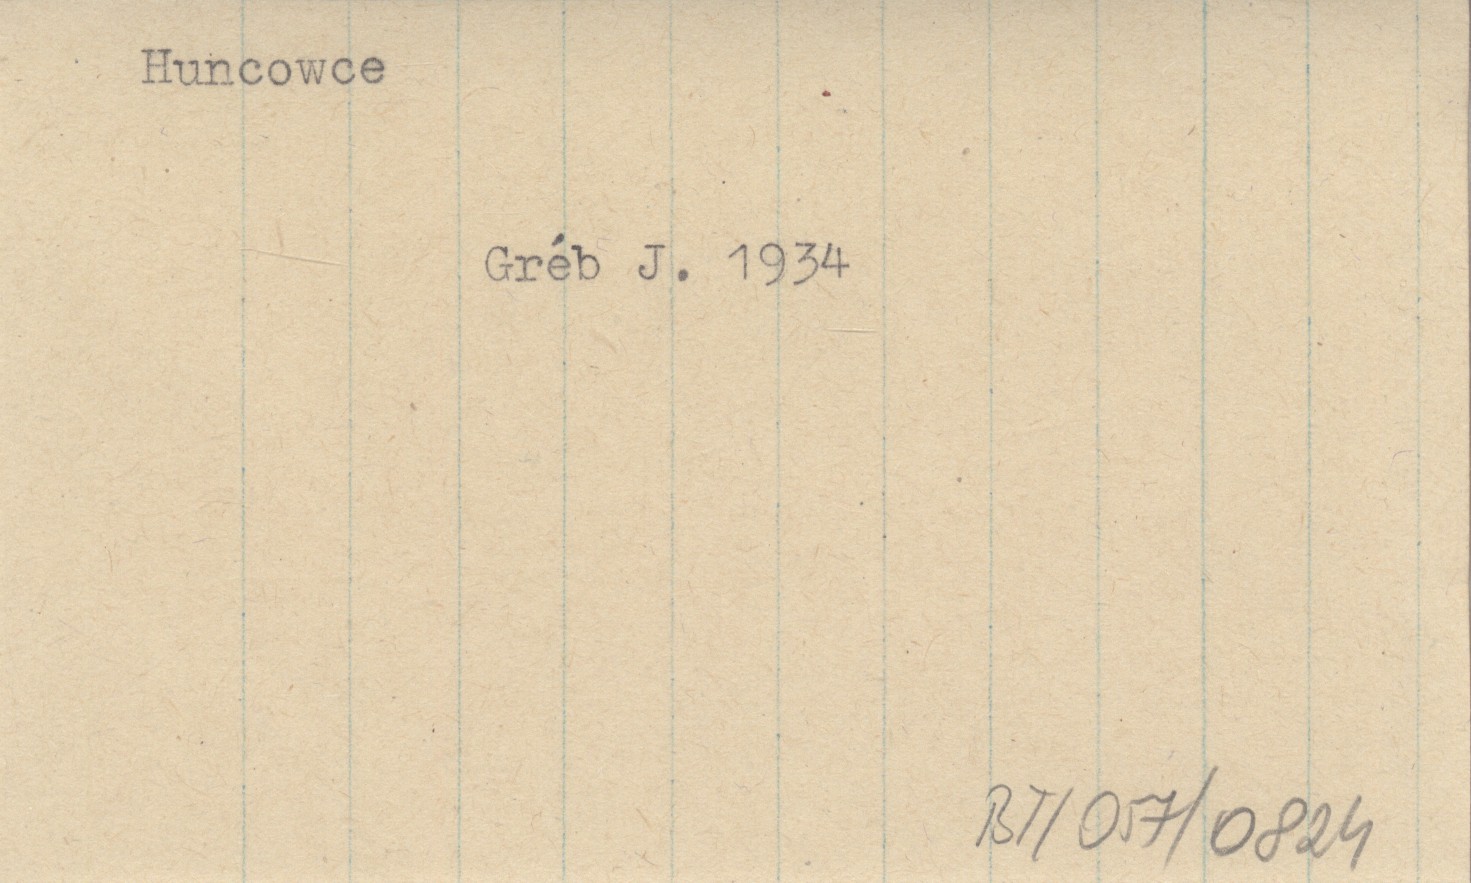 Huncowce
Gréb J. 1934
BT/057/0824